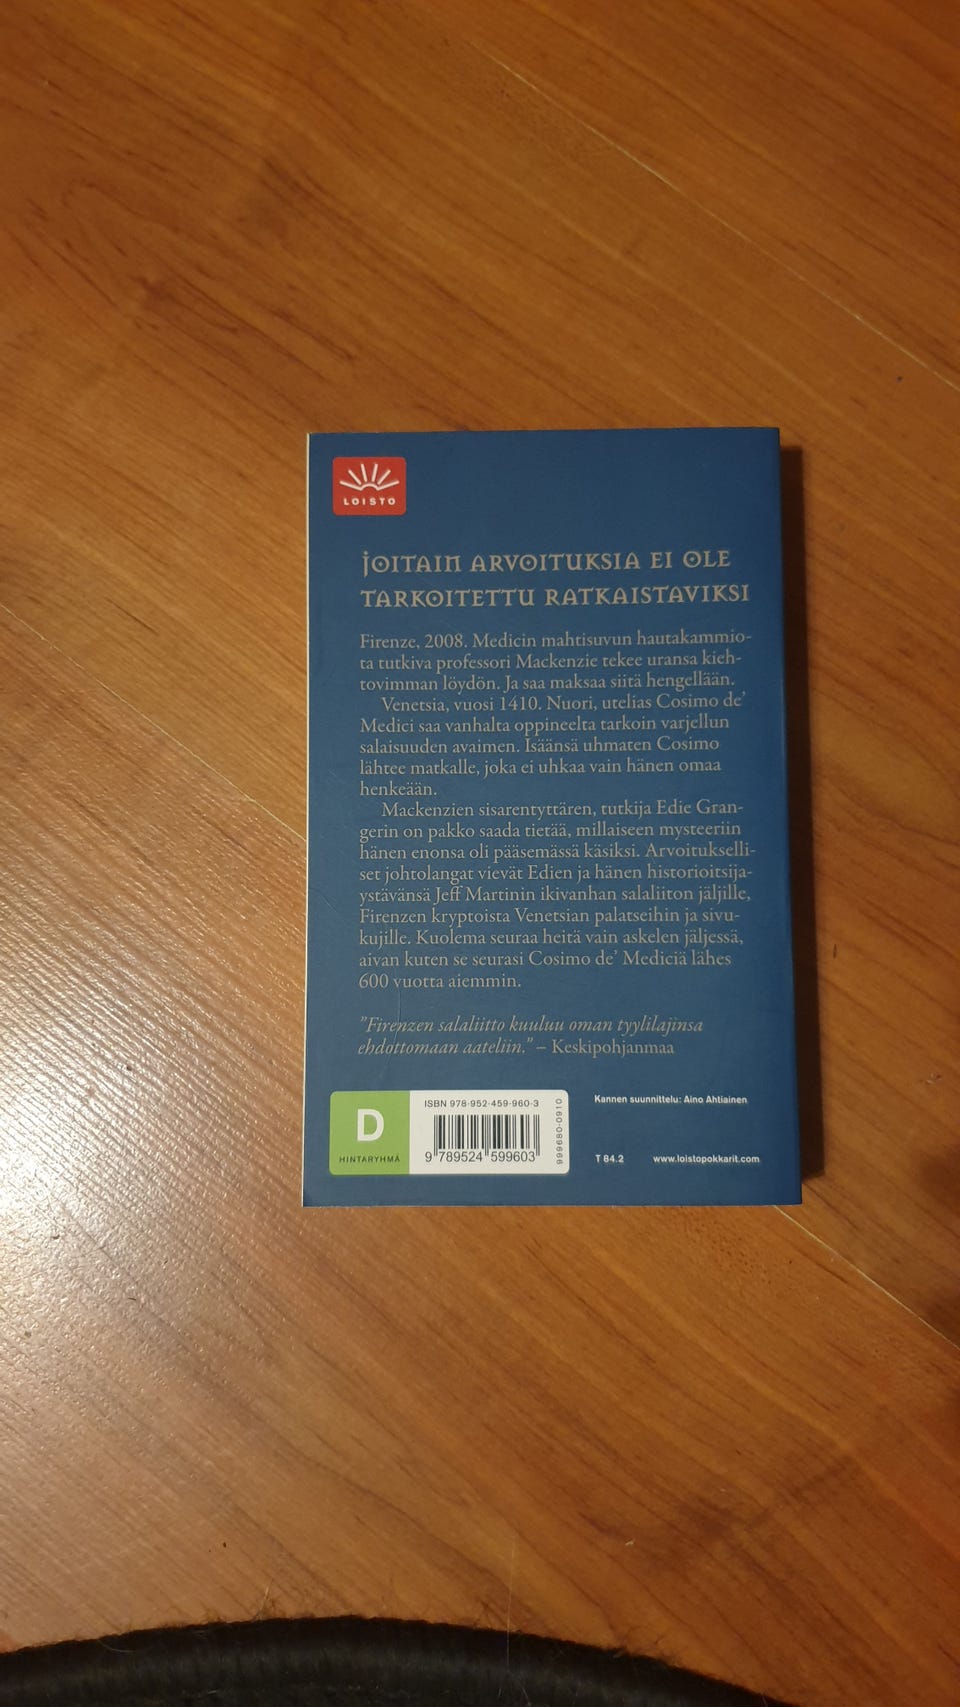 LOISTO
JOITAIN ARVOITUKSIA EI OLE
TARKOITETTU RATKAISTAVIKSI
Firenze, 2008. Medicin mahtisuvun hautakammio-
ta tutkiva professori Mackenzie tekee uransa kieh-
tovimman löydön. Ja saa maksaa siitä hengellään.
Venetsia, vuosi 1410. Nuori, utelias Cosimo de'
Medici saa vanhalta oppineelta tarkoin varjellun
salaisuuden avaimen. Isäänsä uhmaten Cosimo
lähtee matkalle, joka ei uhkaa vain hänen omaa
henkeään.
Mackenzien sisarentyttären, tutkija Edie Gran-
gerin on pakko saada tietää, millaiseen mysteeriin
hänen enonsa oli pääsemässä käsiksi. Arvoitukselli-
set johtolangat vievät Edien ja hänen historioitsija-
ystävänsä Jeff Martinin ikivanhan salaliiton jäljille,
Firenzen kryptoista Venetsian palatseihin ja sivu-
kujille. Kuolema seuraa heitä vain askelen jäljessä,
aivan kuten se seurasi Cosimo de' Mediciä lähes
600 vuotta aiemmin.
"Firenzen salaliitto kuuluu oman tyylilajinsa
ehdottomaan aateliin." – Keskipohjanmaa
D
HINTARYHMÄ
ISBN 978-952-459-960-3
9 789524 599603
999680-0910
Kannen suunnittelu: Aino Ahtiainen
T 84.2 www.loistopokkarit.com